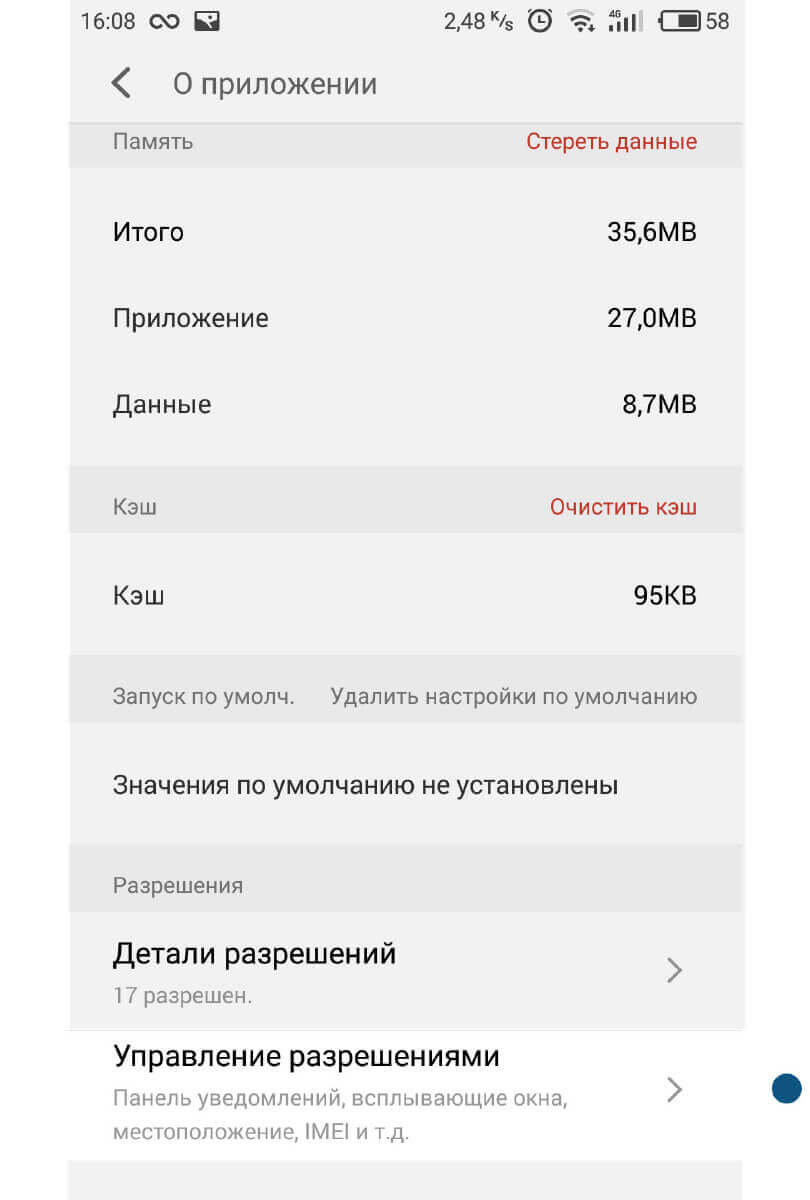 16:08 2,48 K/s 4G 58
О приложении
Память Стереть данные
Итого 35,6MB
Приложение 27,0MB
Данные 8,7MB
Кэш Очистить кэш
Кэш 95KB
Запуск по умолч. Удалить настройки по умолчанию
Значения по умолчанию не установлены
Разрешения
Детали разрешений
17 разрешен.
Управление разрешениями
Панель уведомлений, всплывающие окна,
местоположение, IMEI и т.д.